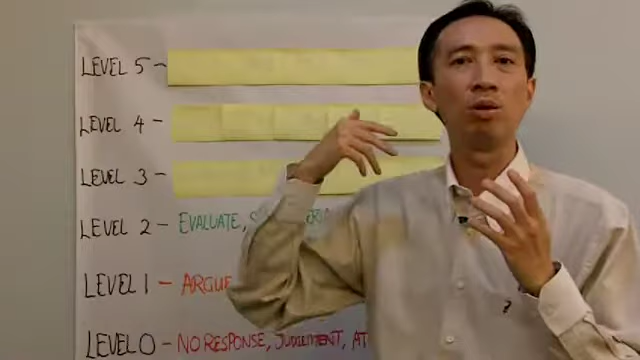 LEVEL 5 -
LEVEL 4 -
LEVEL 3 -
LEVEL 2 - EVALUATE,
LEVEL 1 - ARGUE
LEVEL 0 - NO RESPONSE, JUDGEMENT,